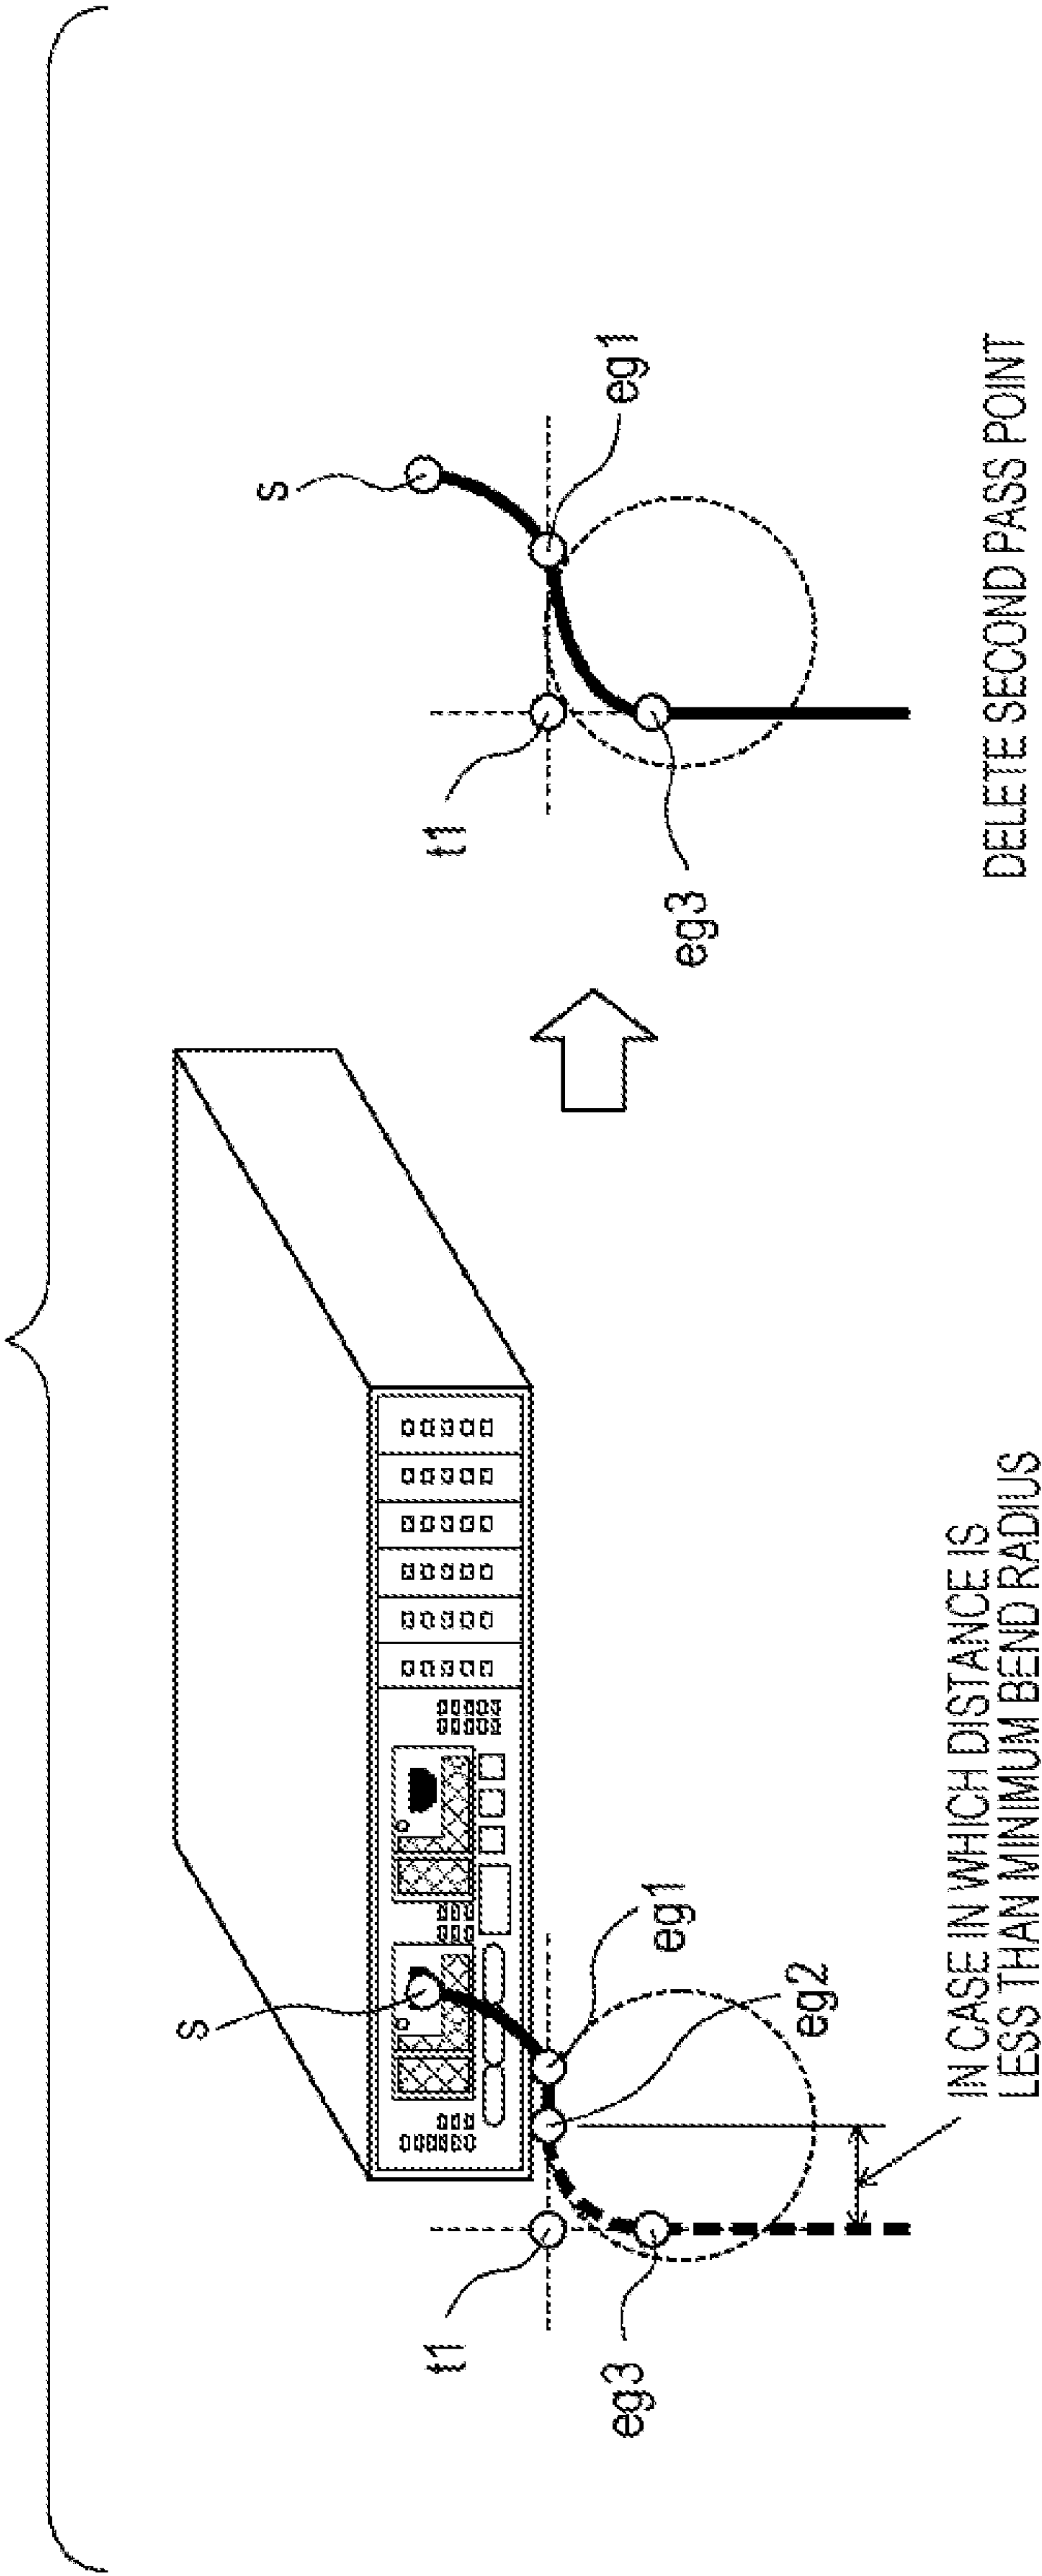 s
t1
eg3
eg2
eg1
IN CASE IN WHICH DISTANCE IS
LESS THAN MINIMUM BEND RADIUS
s
t1
eg1
eg3
DELETE SECOND PASS POINT